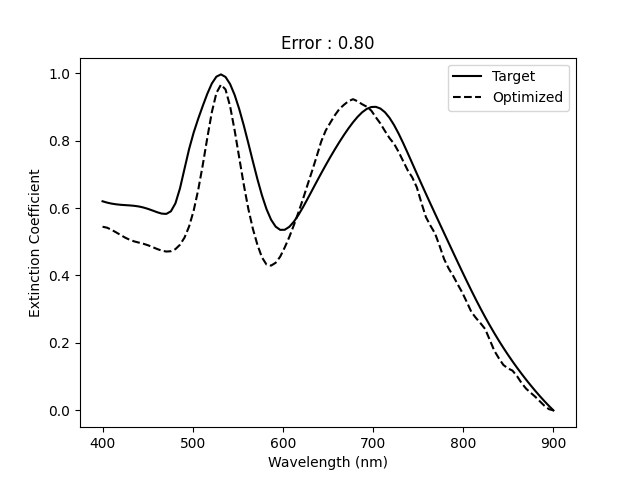 Error : 0.80
Target
Optimized
Extinction Coefficient
1.0
0.8
0.6
0.4
0.2
0.0
400 500 600 700 800 900
Wavelength (nm)